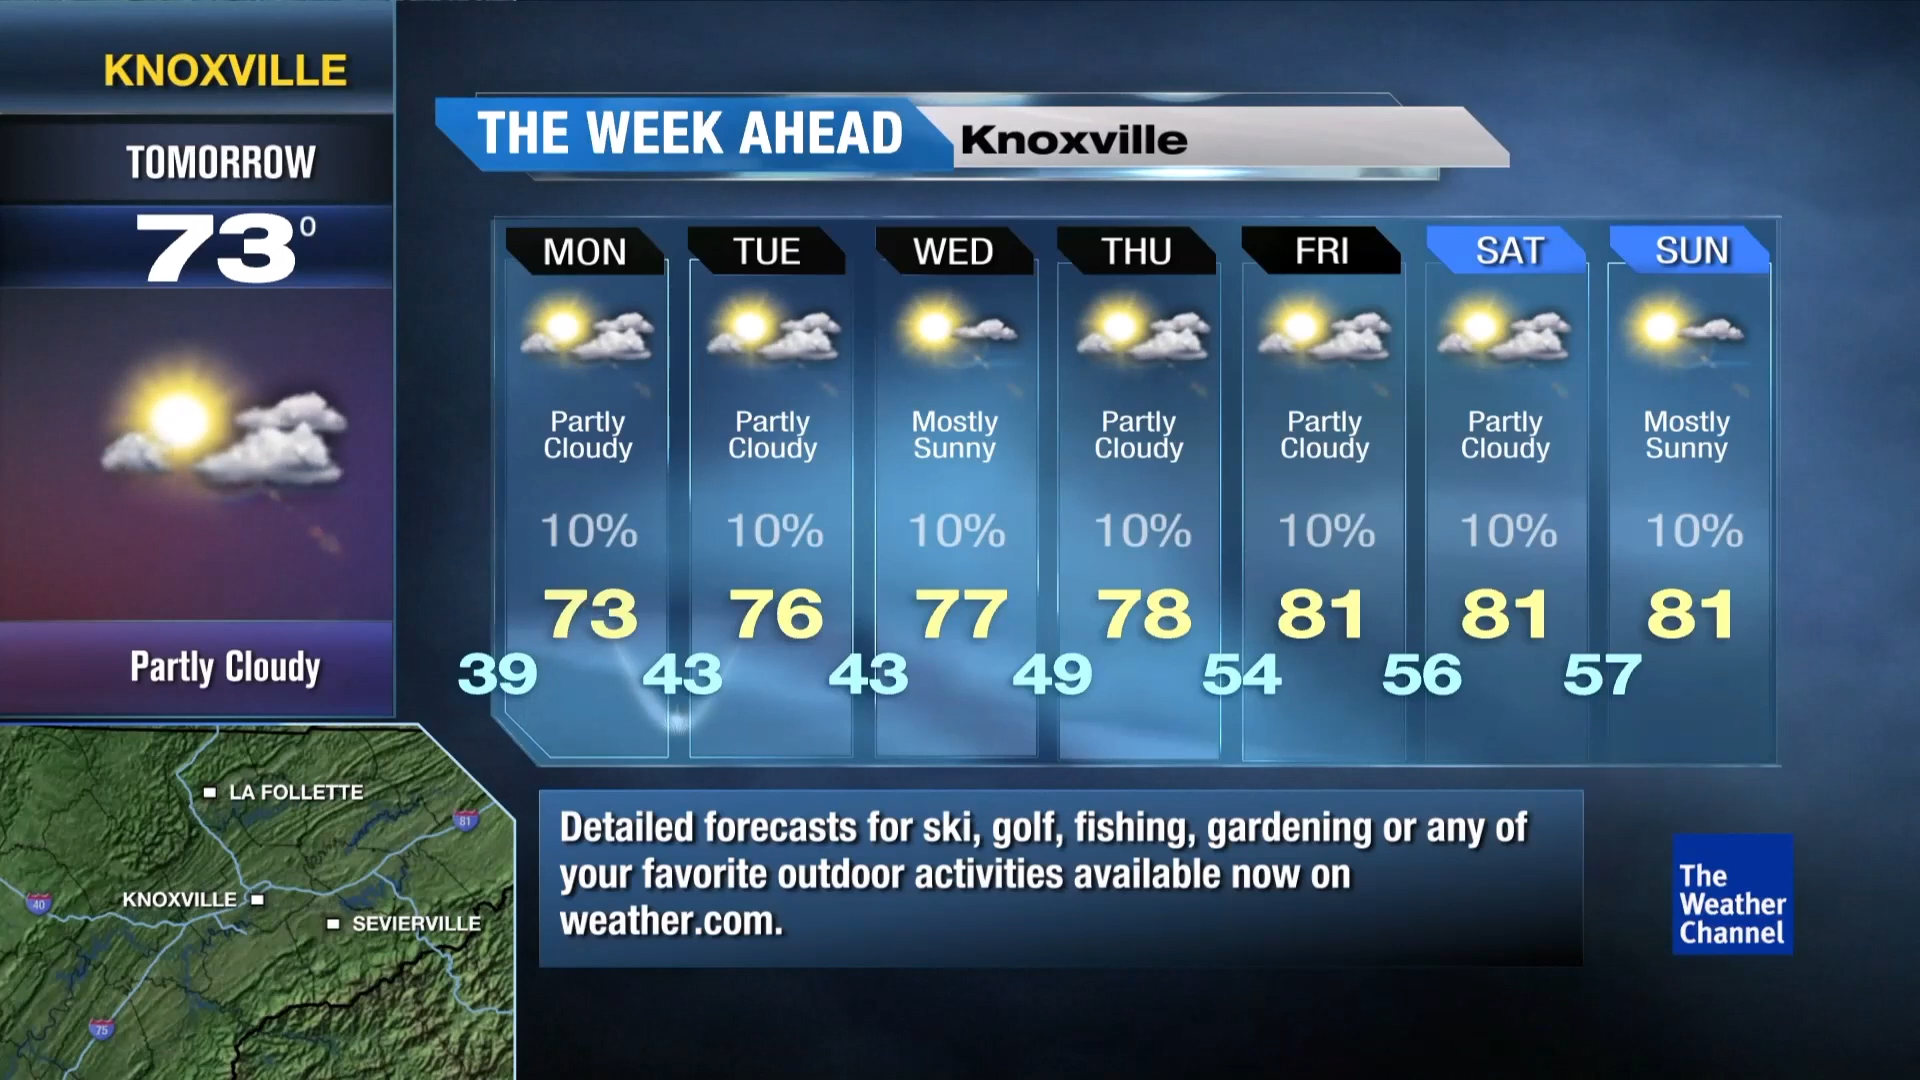 KNOXVILLE
TOMORROW
73°
Partly Cloudy
THE WEEK AHEAD Knoxville
MON TUE WED THU FRI SAT SUN
Partly Partly Mostly Partly Partly Partly Mostly
Cloudy Cloudy Sunny Cloudy Cloudy Cloudy Sunny
10% 10% 10% 10% 10% 10% 10%
73 76 77 78 81 81 81
39 43 43 49 54 56 57
LA FOLLETTE
81
KNOXVILLE
40
SEVIERVILLE
75
Detailed forecasts for ski, golf, fishing, gardening or any of
your favorite outdoor activities available now on
weather.com.
The
Weather
Channel